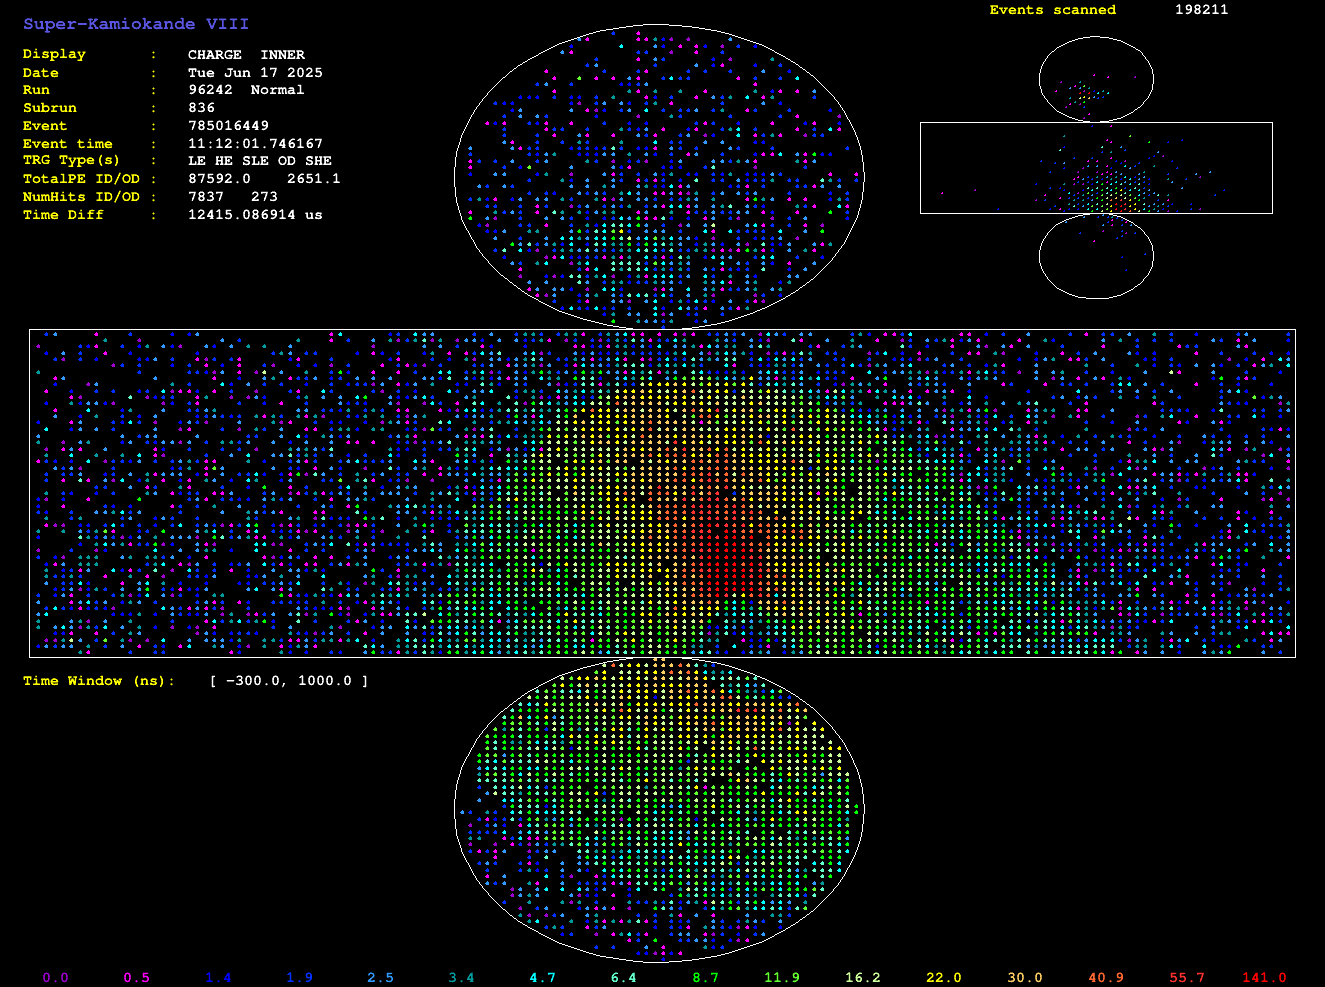 Super-Kamiokande VIII
Events scanned 198211
Display : CHARGE INNER
Date : Tue Jun 17 2025
Run : 96242 Normal
Subrun : 836
Event : 785016449
Event time : 11:12:01.746167
TRG Type(s) : LE HE SLE OD SHE
TotalPE ID/OD : 87592.0 2651.1
NumHits ID/OD : 7837 273
Time Diff : 12415.086914 us
Time Window (ns): [ -300.0, 1000.0 ]
0.0 0.5 1.4 1.9 2.5 3.4 4.7 6.4 8.7 11.9 16.2 22.0 30.0 40.9 55.7 141.0